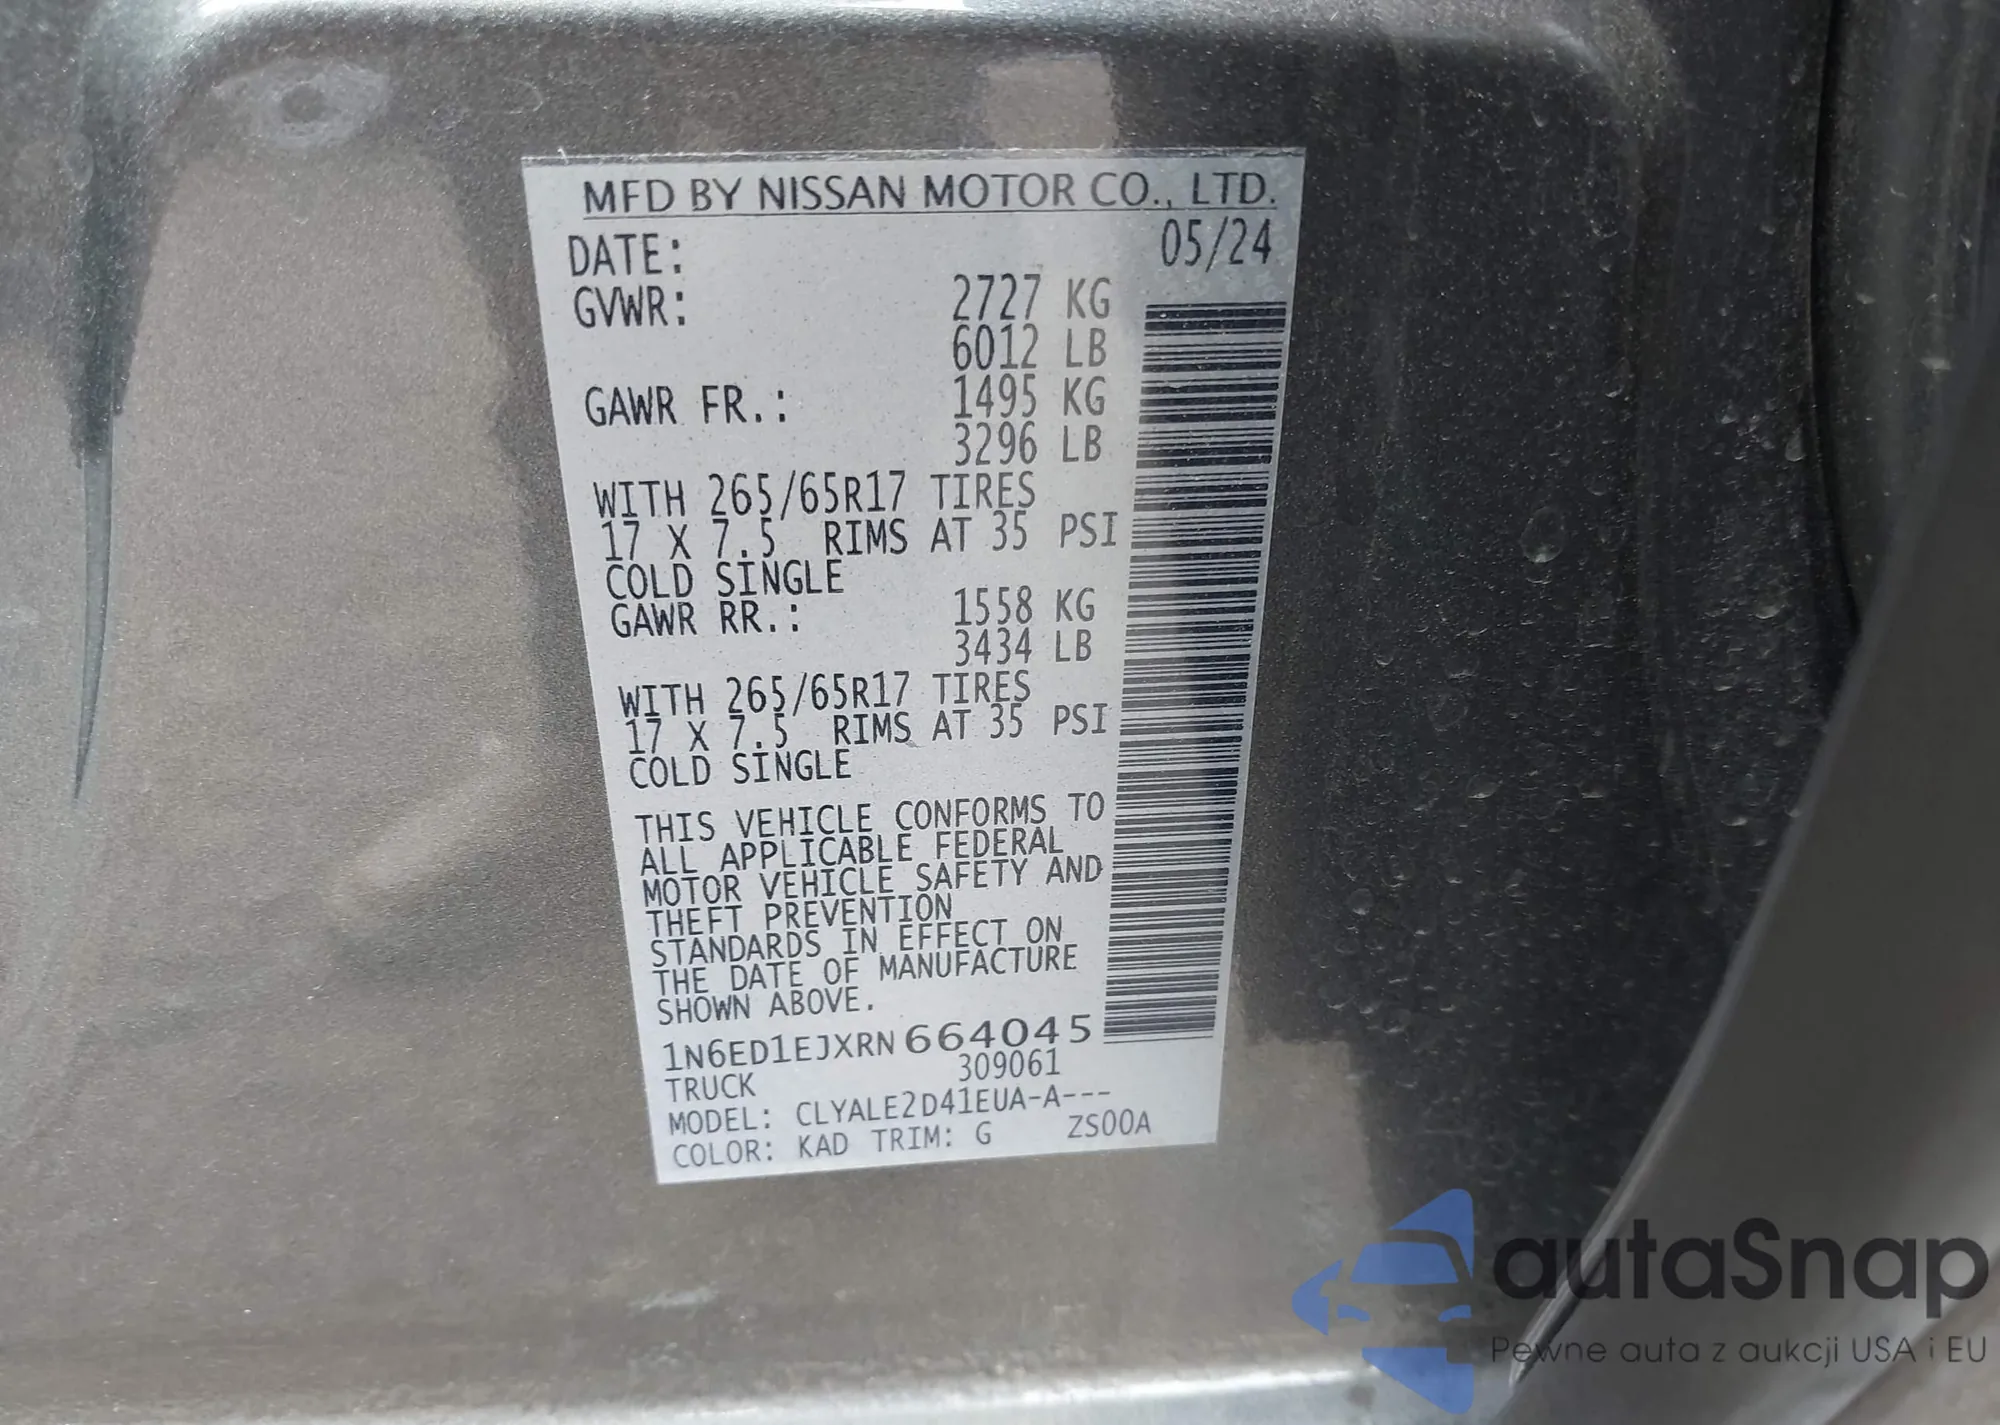 MFD BY NISSAN MOTOR CO., LTD.
DATE: 05/24
GVWR: 2727 KG
6012 LB
GAWR FR.: 1495 KG
3296 LB
WITH 265/65R17 TIRES
17 X 7.5 RIMS AT 35 PSI
COLD SINGLE
GAWR RR.: 1558 KG
3434 LB
WITH 265/65R17 TIRES
17 X 7.5 RIMS AT 35 PSI
COLD SINGLE
THIS VEHICLE CONFORMS TO
ALL APPLICABLE FEDERAL
MOTOR VEHICLE SAFETY AND
THEFT PREVENTION
STANDARDS IN EFFECT ON
THE DATE OF MANUFACTURE
SHOWN ABOVE.
1N6ED1EJXRN664045
TRUCK 309061
MODEL: CLYALE2D41EUA-A---
COLOR: KAD TRIM: G ZS00A
autaSnap
Pewne auta z aukcji USA i EU